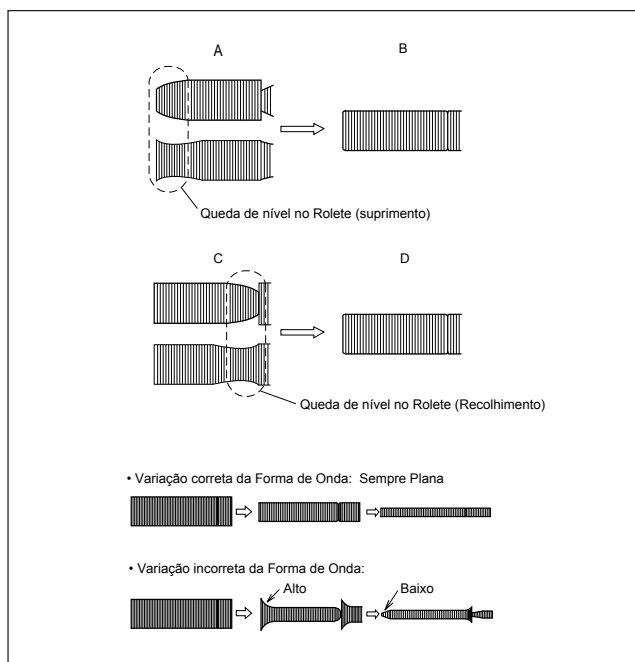 A
B
Queda de nível no Rolete (suprimento)
C
D
Queda de nível no Rolete (Recolhimento)
• Variação correta da Forma de Onda: Sempre Plana
• Variação incorreta da Forma de Onda:
Alto
Baixo